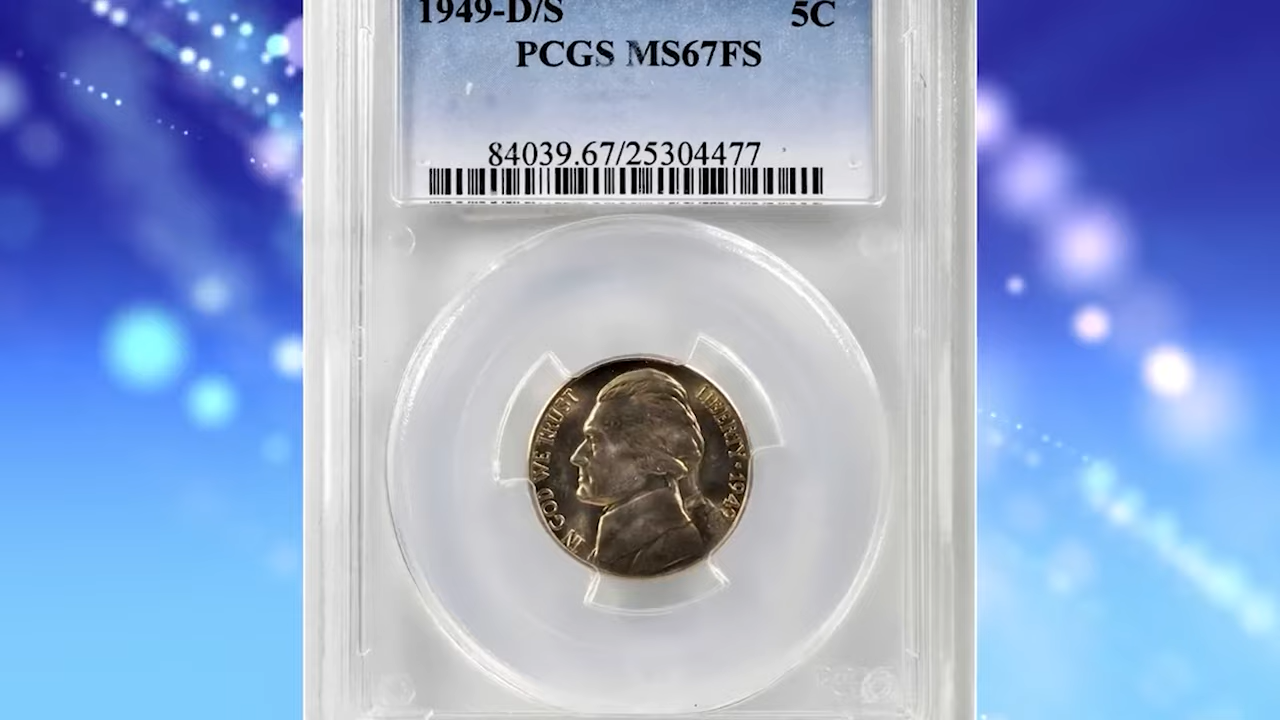 1949-D/S 5C
PCGS MS67FS
84039.67/25304477
IN GOD WE TRUST
LIBERTY 1949